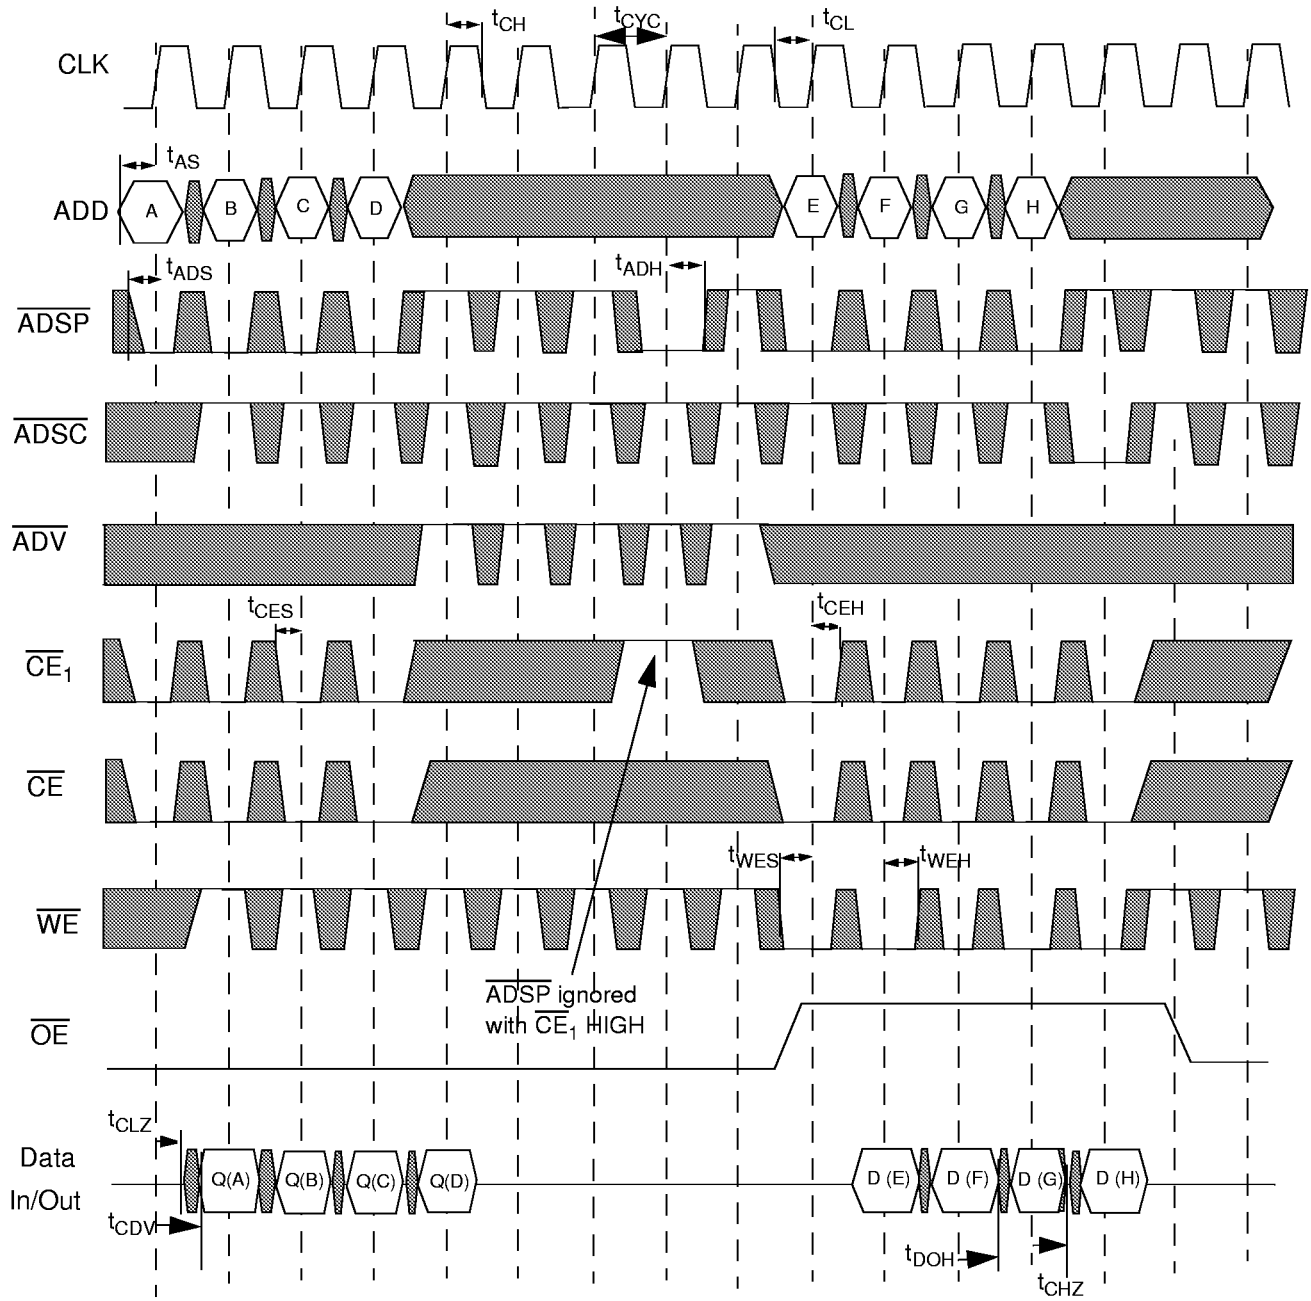 tCH tCYC tCL
CLK
tAS
ADD A B C D E F G H
tADS tADH
ADSP
ADSC
ADV
tCES tCEH
CE1
CE
tWES tWEH
WE
ADSP ignored
with CE1 HIGH
OE
tCLZ
Data
In/Out
Q(A) Q(B) Q(C) Q(D) D (E) D (F) D (G) D (H)
tCDV
tDOH
tCHZ